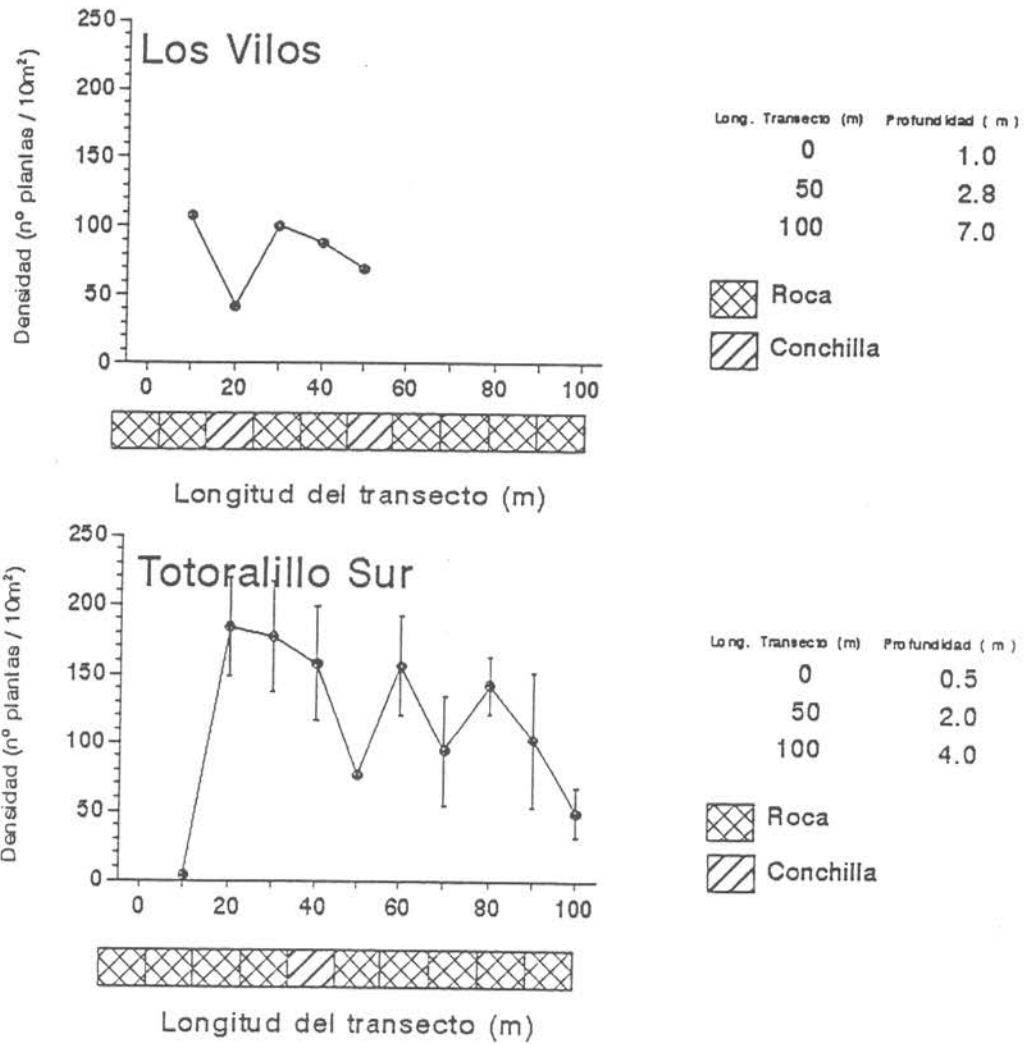 Los Vilos
Densidad (nº plantas / 10m²)
250
200
150
100
50
0
0 20 40 60 80 100
Longitud del transecto (m)
Long. Transecto (m) Profundidad ( m )
0 1.0
50 2.8
100 7.0
Roca
Conchilla
Totoralillo Sur
Densidad (nº plantas / 10m²)
250
200
150
100
50
0
0 20 40 60 80 100
Longitud del transecto (m)
Long. Transecto (m) Profundidad ( m )
0 0.5
50 2.0
100 4.0
Roca
Conchilla